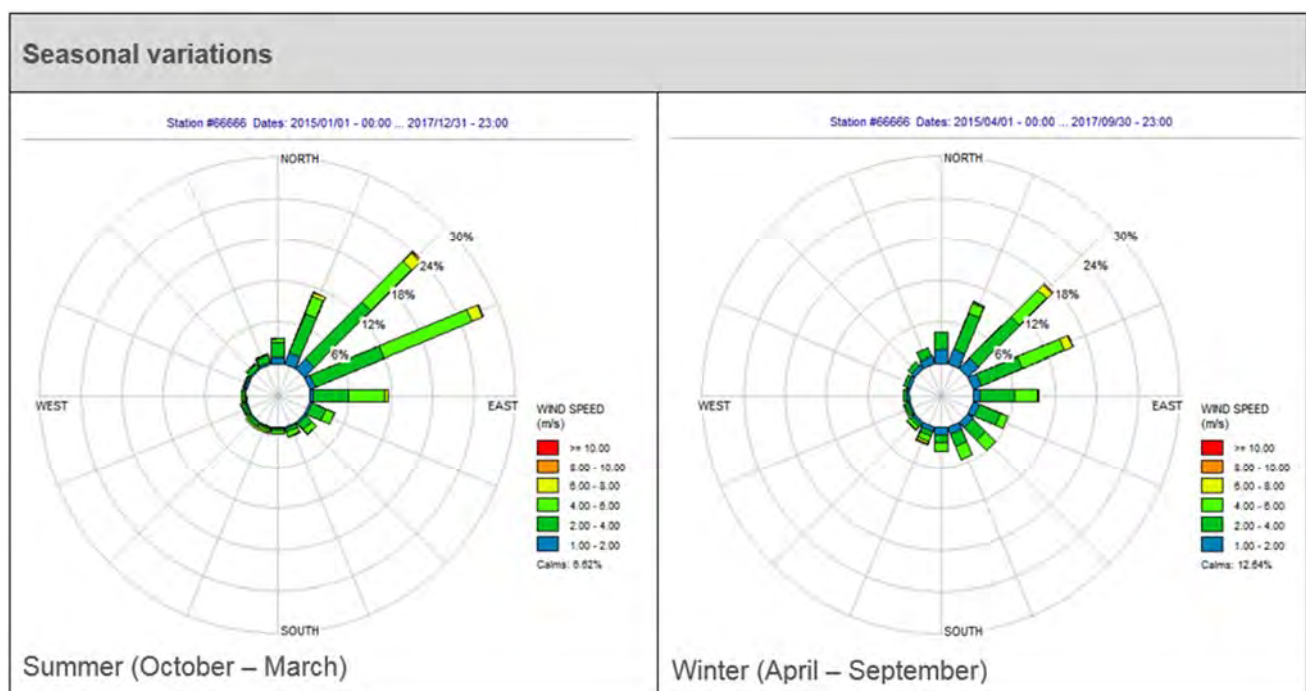 Seasonal variations
Station #66666 Dates: 2015/01/01 - 00:00 ... 2017/12/31 - 23:00
NORTH
30%
24%
18%
12%
6%
WEST
EAST
SOUTH
WIND SPEED
(m/s)
>= 10.00
8.00 - 10.00
6.00 - 8.00
4.00 - 6.00
2.00 - 4.00
1.00 - 2.00
Calms: 6.62%
Summer (October – March)
Station #66666 Dates: 2015/04/01 - 00:00 ... 2017/09/30 - 23:00
NORTH
30%
24%
18%
12%
6%
WEST
EAST
SOUTH
WIND SPEED
(m/s)
>= 10.00
8.00 - 10.00
6.00 - 8.00
4.00 - 6.00
2.00 - 4.00
1.00 - 2.00
Calms: 12.64%
Winter (April – September)